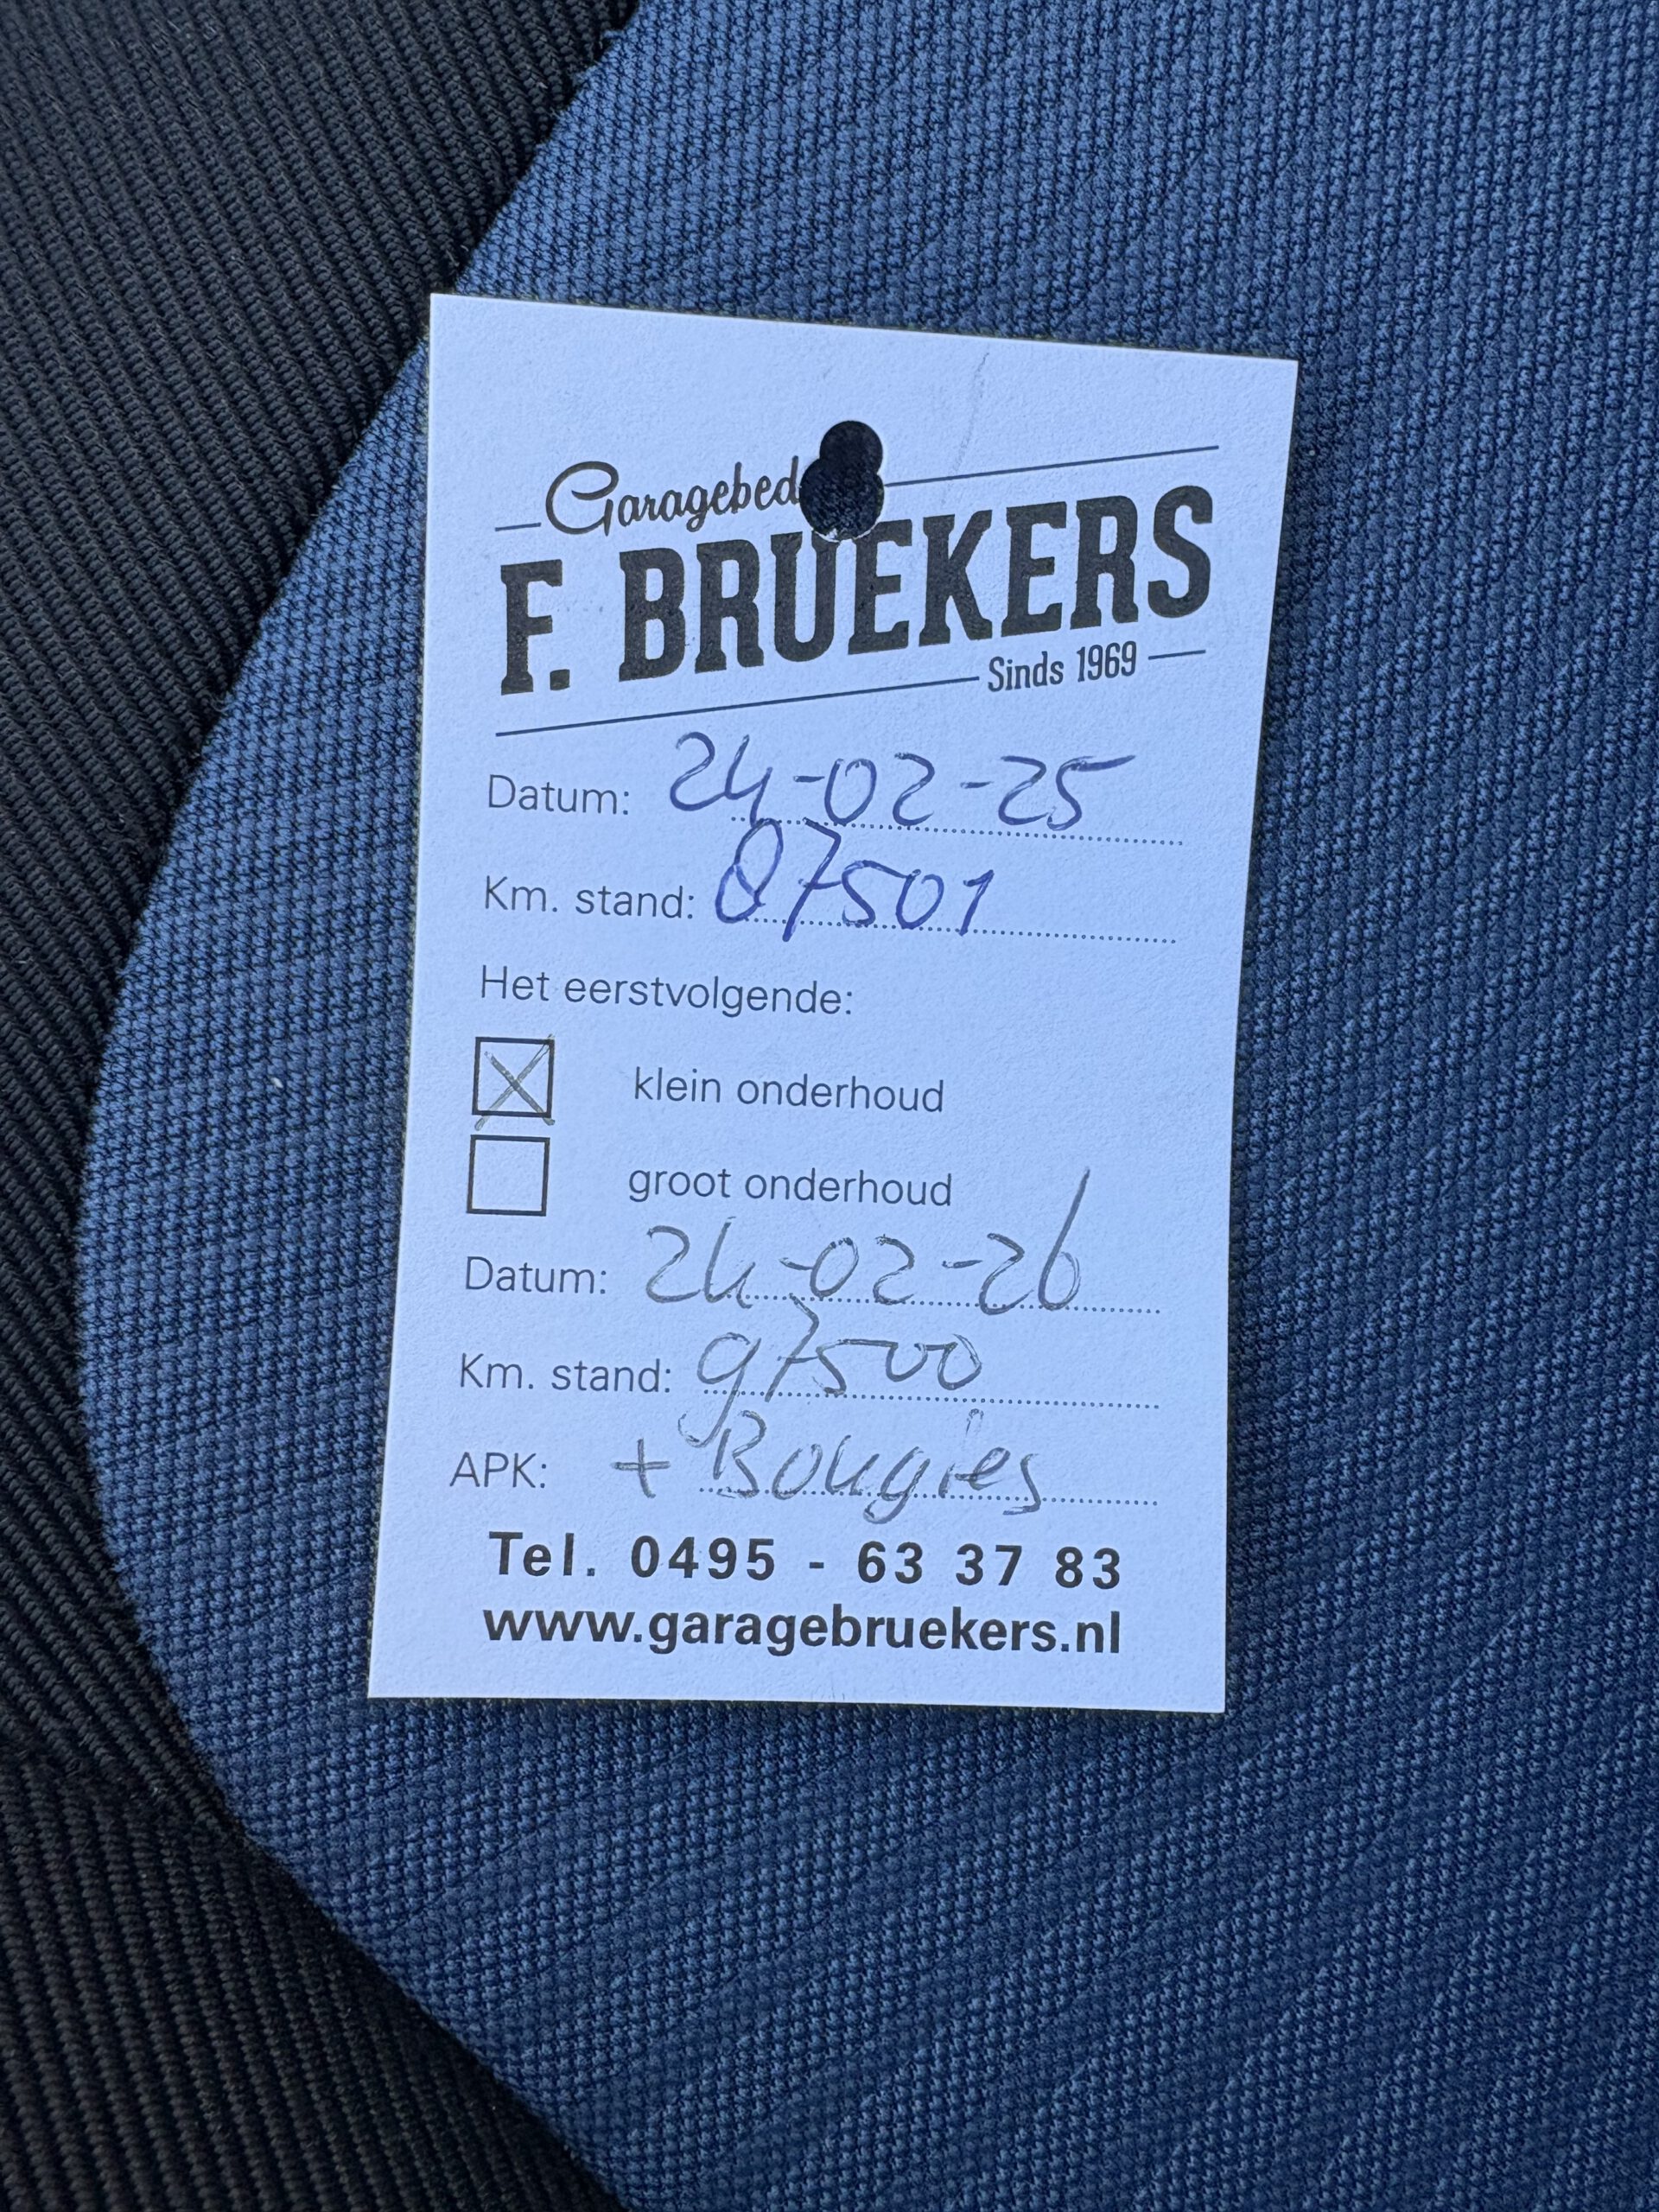 Garagebed
F. BRUEKERS
Sinds 1969
Datum: 24-02-25
Km. stand: 87501
Het eerstvolgende:
klein onderhoud
groot onderhoud
Datum: 24-02-26
Km. stand: 97500
APK: + Bougies
Tel. 0495 - 63 37 83
www.garagebruekers.nl